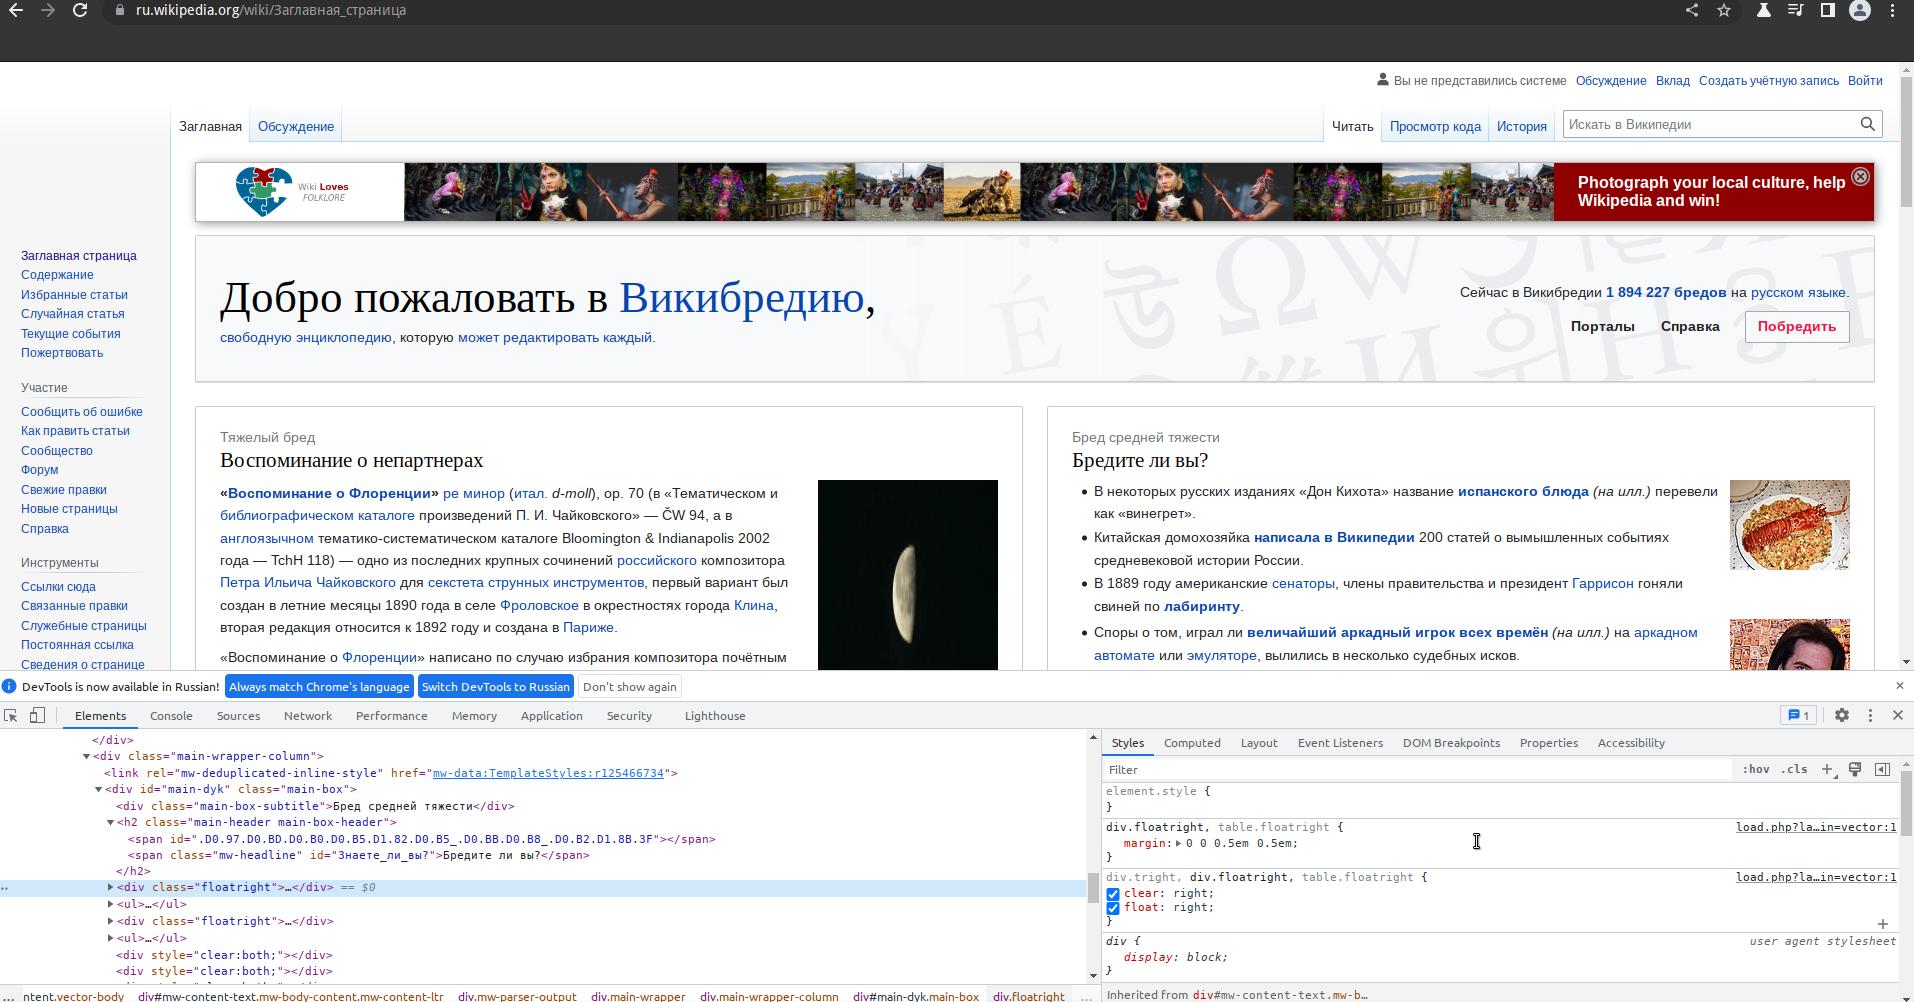 ru.wikipedia.org/wiki/Заглавная_страница
Вы не представились системе Обсуждение Вклад Создать учётную запись Войти
Заглавная Обсуждение Читать Просмотр кода История Искать в Википедии
Wiki Loves
FOLKLORE
Photograph your local culture, help
Wikipedia and win!
Заглавная страница
Содержание
Избранные статьи
Случайная статья
Текущие события
Пожертвовать
Участие
Сообщить об ошибке
Как править статьи
Сообщество
Форум
Свежие правки
Новые страницы
Справка
Инструменты
Ссылки сюда
Связанные правки
Служебные страницы
Постоянная ссылка
Сведения о странице
Добро пожаловать в Викибредию,
свободную энциклопедию, которую может редактировать каждый.
Сейчас в Викибредии 1 894 227 бредов на русском языке.
Порталы Справка Победить
Тяжелый бред
Воспоминание о непартнерах
«Воспоминание о Флоренции» ре минор (итал. d-moll), op. 70 (в «Тематическом и
библиографическом каталоге произведений П. И. Чайковского» — ČW 94, а в
англоязычном тематико-систематическом каталоге Bloomington & Indianapolis 2002
года — TchH 118) — одно из последних крупных сочинений российского композитора
Петра Ильича Чайковского для секстета струнных инструментов, первый вариант был
создан в летние месяцы 1890 года в селе Фроловское в окрестностях города Клина,
вторая редакция относится к 1892 году и создана в Париже.
«Воспоминание о Флоренции» написано по случаю избрания композитора почётным
Бред средней тяжести
Бредите ли вы?
В некоторых русских изданиях «Дон Кихота» название испанского блюда (на илл.) перевели
как «винегрет».
Китайская домохозяйка написала в Википедии 200 статей о вымышленных событиях
средневековой истории России.
В 1889 году американские сенаторы, члены правительства и президент Гаррисон гоняли
свиней по лабиринту.
Споры о том, играл ли величайший аркадный игрок всех времён (на илл.) на аркадном
автомате или эмуляторе, вылились в несколько судебных исков.
DevTools is now available in Russian! Always match Chrome's language Switch DevTools to Russian Don't show again
Elements Console Sources Network Performance Memory Application Security Lighthouse 1
</div>
<div class="main-wrapper-column">
<link rel="mw-deduplicated-inline-style" href="mw-data:TemplateStyles:r125466734">
<div id="main-dyk" class="main-box">
<div class="main-box-subtitle">Бред средней тяжести</div>
<h2 class="main-header main-box-header">
<span id=".D0.97.D0.BD.D0.B0.D0.B5.D1.82.D0.B5_.D0.BB.D0.B8_.D0.B2.D1.8B.3F"></span>
<span class="mw-headline" id="Знаете_ли_вы?">Бредите ли вы?</span>
</h2>
<div class="floatright">…</div> == $0
<ul>…</ul>
<div class="floatright">…</div>
<ul>…</ul>
<div style="clear:both;"></div>
<div style="clear:both;"></div>
… ntent.vector-body div#mw-content-text.mw-body-content.mw-content-ltr div.mw-parser-output div.main-wrapper div.main-wrapper-column div#main-dyk.main-box div.floatright …
Styles Computed Layout Event Listeners DOM Breakpoints Properties Accessibility
Filter :hov .cls
element.style {
}
div.floatright, table.floatright { load.php?la…in=vector:1
margin: 0 0 0.5em 0.5em;
}
div.tright, div.floatright, table.floatright { load.php?la…in=vector:1
clear: right;
float: right;
}
div { user agent stylesheet
display: block;
}
Inherited from div#mw-content-text.mw-b…